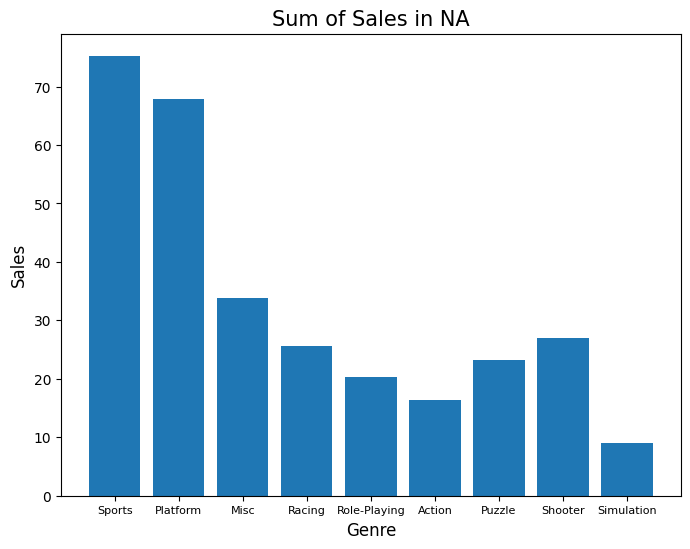 Sum of Sales in NA
Sales
70
60
50
40
30
20
10
0
Sports Platform Misc Racing Role-Playing Action Puzzle Shooter Simulation
Genre